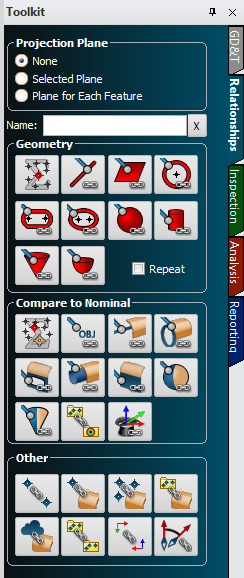 Toolkit
Projection Plane
None
Selected Plane
Plane for Each Feature
Name:
X
Geometry
Repeat
Compare to Nominal
OBJ
Other
GD&T
Relationships
Inspection
Analysis
Reporting